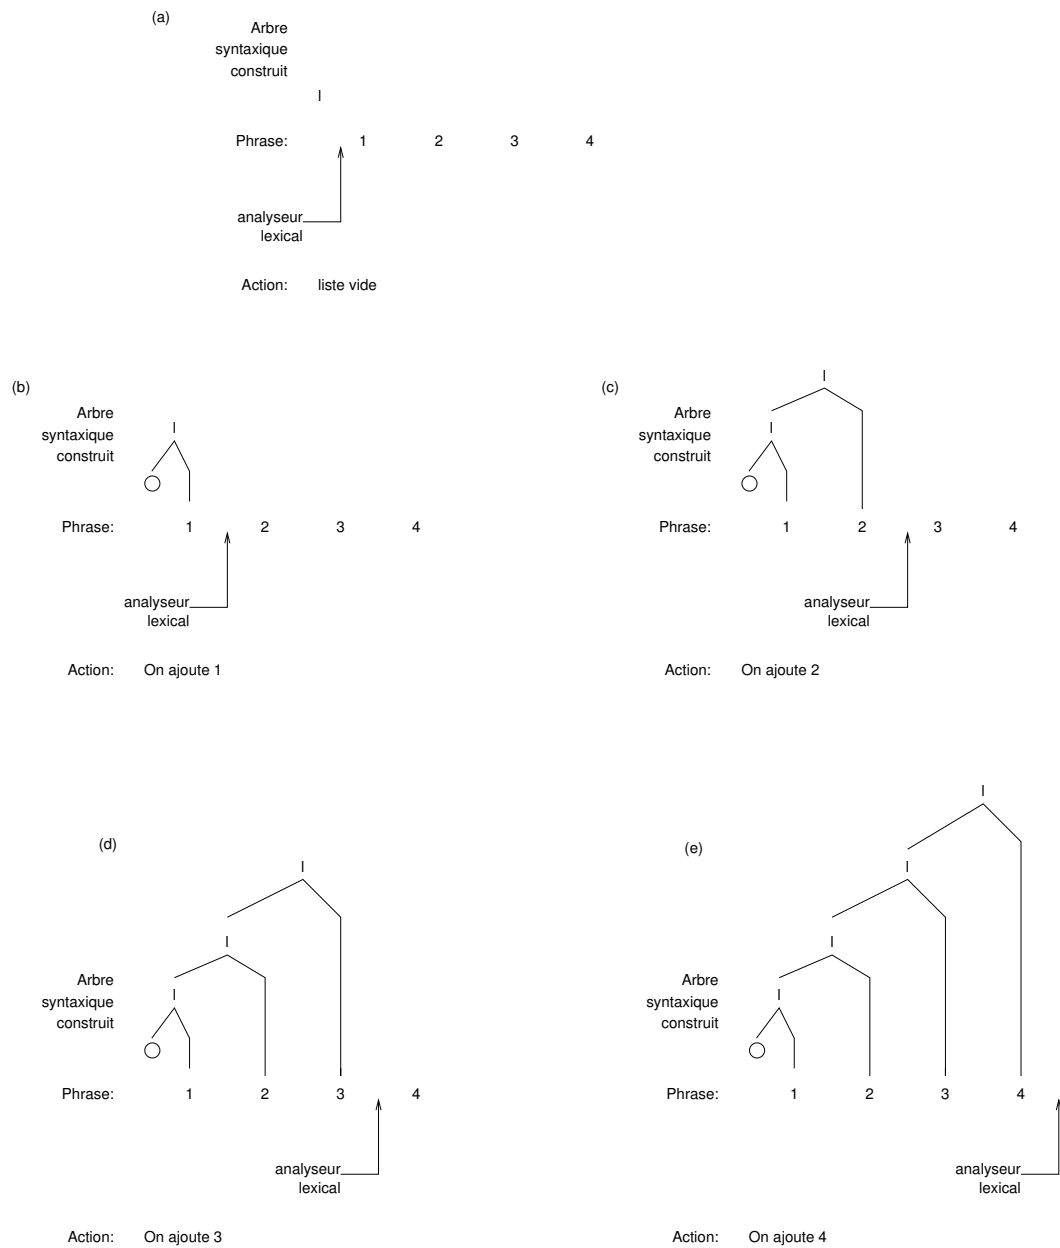 (a)
Arbre
syntaxique
construit
I
Phrase: 1 2 3 4
analyseur
lexical
Action: liste vide
(b)
Arbre
syntaxique
construit
I
Phrase: 1 2 3 4
analyseur
lexical
Action: On ajoute 1
(c)
I
Arbre
syntaxique
construit
I
Phrase: 1 2 3 4
analyseur
lexical
Action: On ajoute 2
(d)
I
I
Arbre
syntaxique
construit
I
Phrase: 1 2 3 4
analyseur
lexical
Action: On ajoute 3
I
(e)
I
I
Arbre
syntaxique
construit
I
Phrase: 1 2 3 4
analyseur
lexical
Action: On ajoute 4